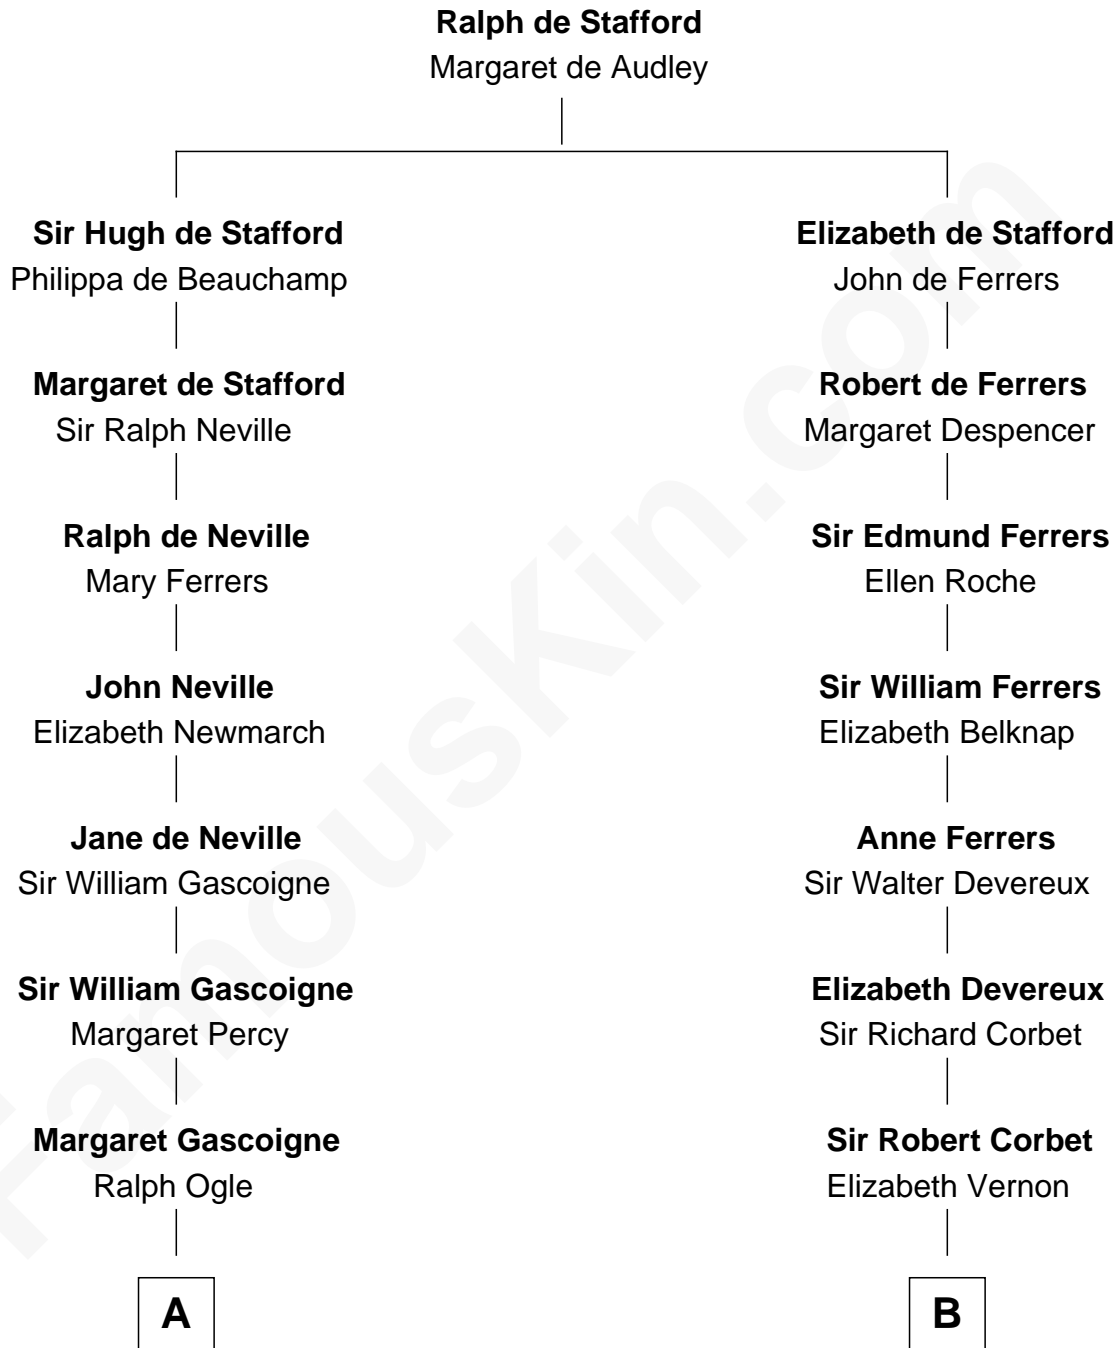 Ralph de Stafford
Margaret de Audley
Sir Hugh de Stafford
Philippa de Beauchamp
Margaret de Stafford
Sir Ralph Neville
Ralph de Neville
Mary Ferrers
John Neville
Elizabeth Newmarch
Jane de Neville
Sir William Gascoigne
Sir William Gascoigne
Margaret Percy
Margaret Gascoigne
Ralph Ogle
A
Elizabeth de Stafford
John de Ferrers
Robert de Ferrers
Margaret Despencer
Sir Edmund Ferrers
Ellen Roche
Sir William Ferrers
Elizabeth Belknap
Anne Ferrers
Sir Walter Devereux
Elizabeth Devereux
Sir Richard Corbet
Sir Robert Corbet
Elizabeth Vernon
B
FamousKin.com